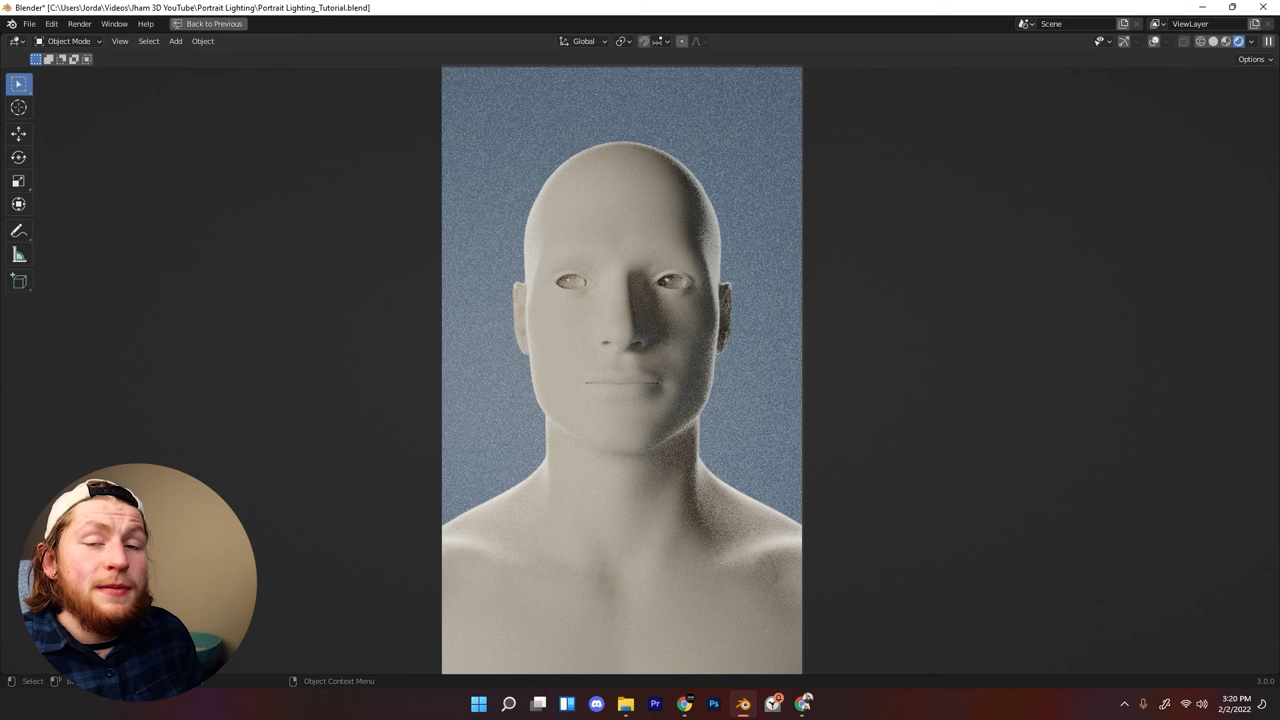 Blender* [C:\Users\Jorda\Videos\Jham 3D YouTube\Portrait Lighting\Portrait Lighting_Tutorial.blend]
File Edit Render Window Help Back to Previous Scene ViewLayer
Object Mode View Select Add Object Global
Options
Select Object Context Menu 3.0.0
Pr Ps
3:20 PM
2/2/2022